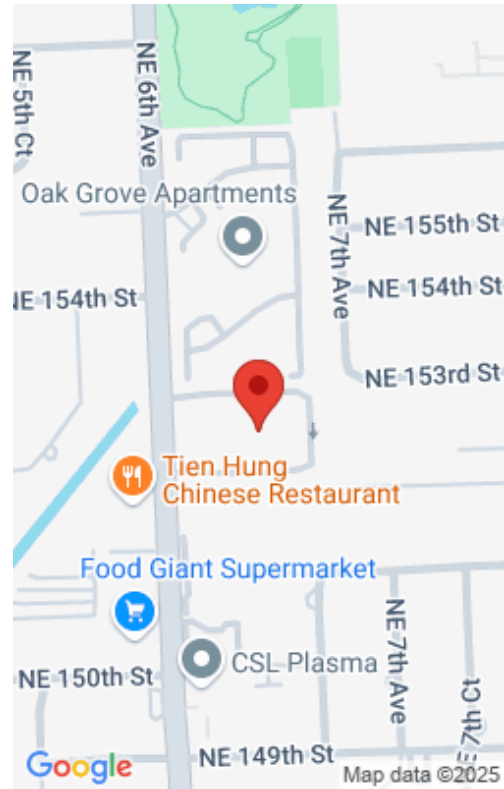 NE 5th Ct
NE 6th Ave
Oak Grove Apartments
NE 7th Ave
NE 155th St
NE 154th St
NE 154th St
NE 153rd St
Tien Hung
Chinese Restaurant
Food Giant Supermarket
NE 7th Ave
CSL Plasma
NE 150th St
NE 149th St
Google
Map data ©2025